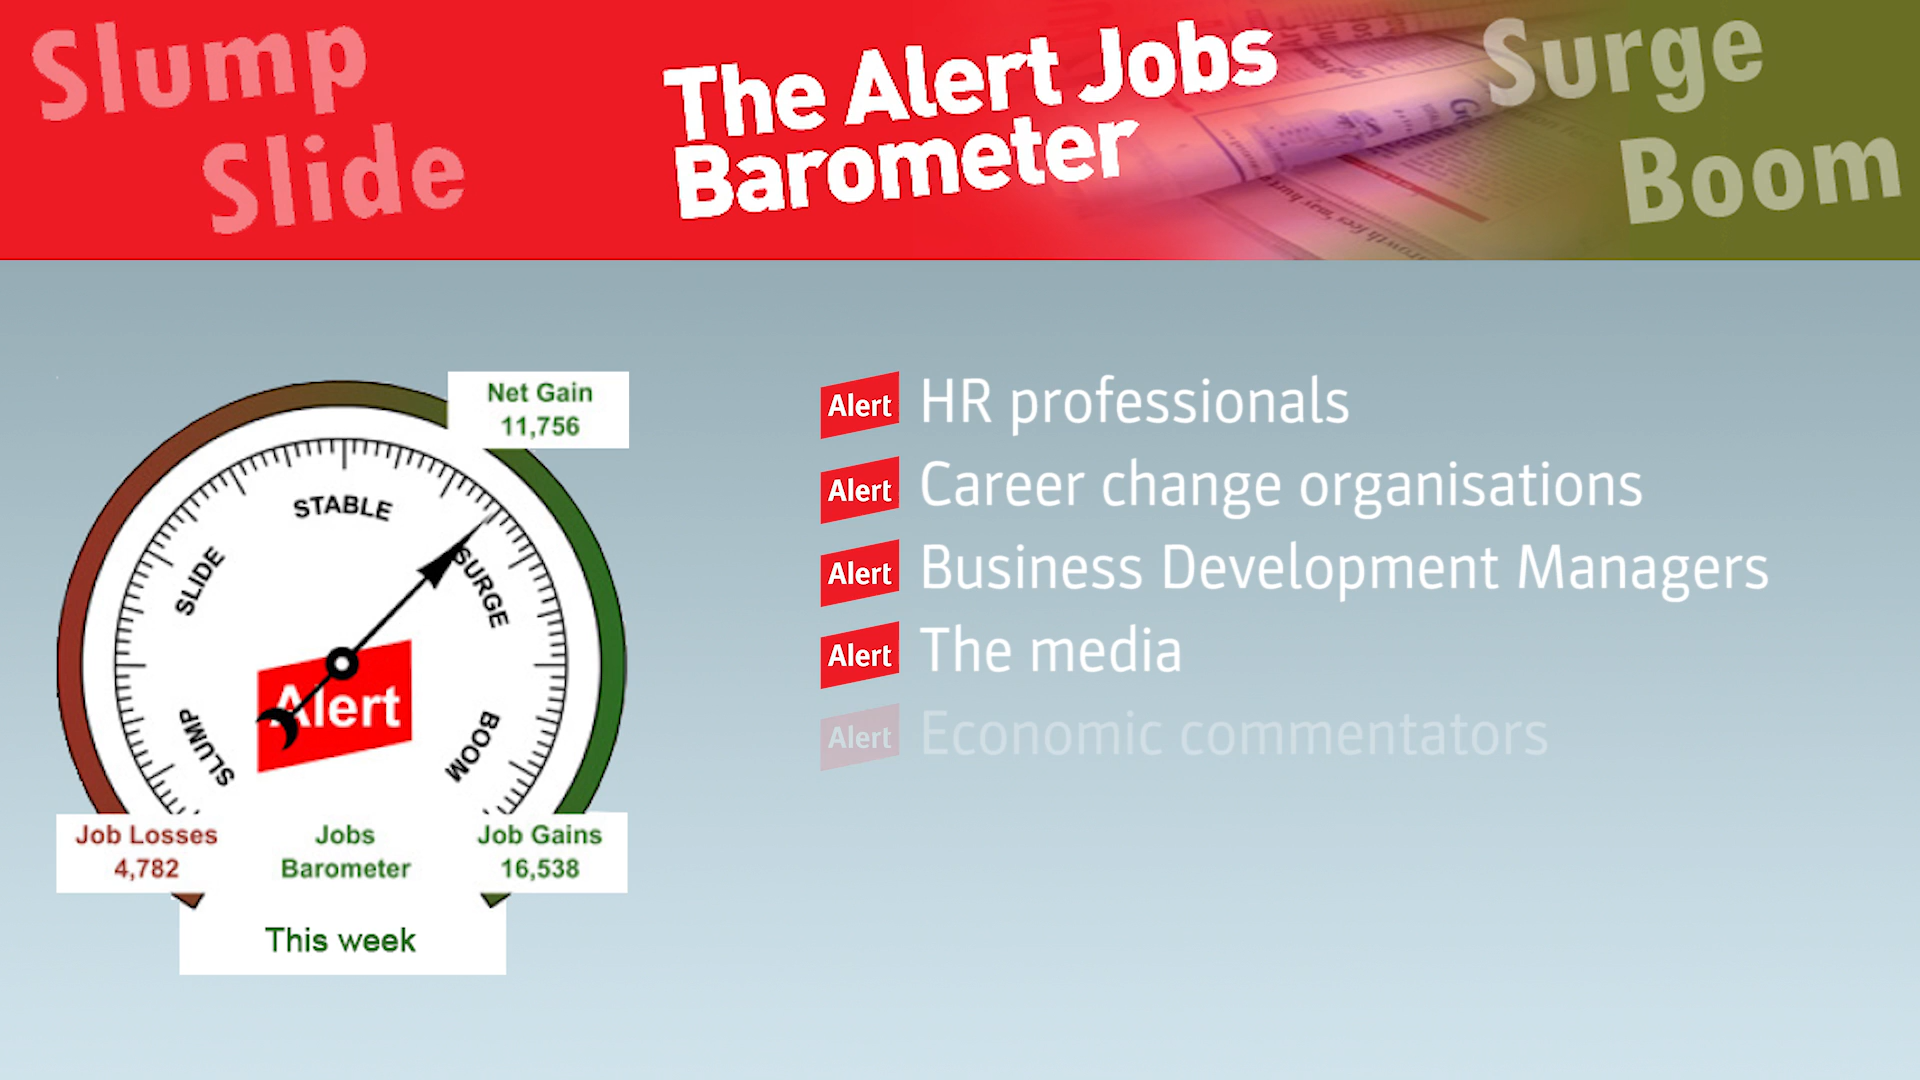 Slump
Slide
The Alert Jobs
Barometer
Surge
Boom
Net Gain
11,756
STABLE
SLIDE
SURGE
SLUMP
BOOM
Alert
Job Losses
4,782
Jobs
Barometer
Job Gains
16,538
This week
Alert HR professionals
Alert Career change organisations
Alert Business Development Managers
Alert The media
Alert Economic commentators